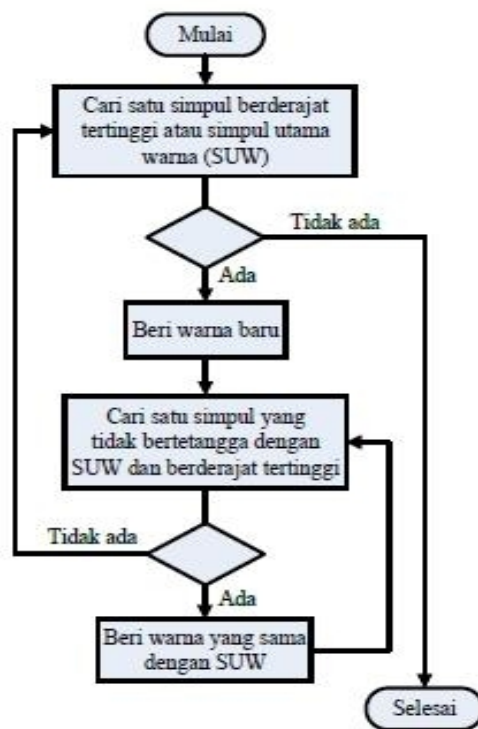 Mulai
Cari satu simpul berderajat
tertinggi atau simpul utama
warna (SUW)
Tidak ada
Ada
Beri warna baru
Cari satu simpul yang
tidak bertetangga dengan
SUW dan berderajat tertinggi
Tidak ada
Ada
Beri warna yang sama
dengan SUW
Selesai